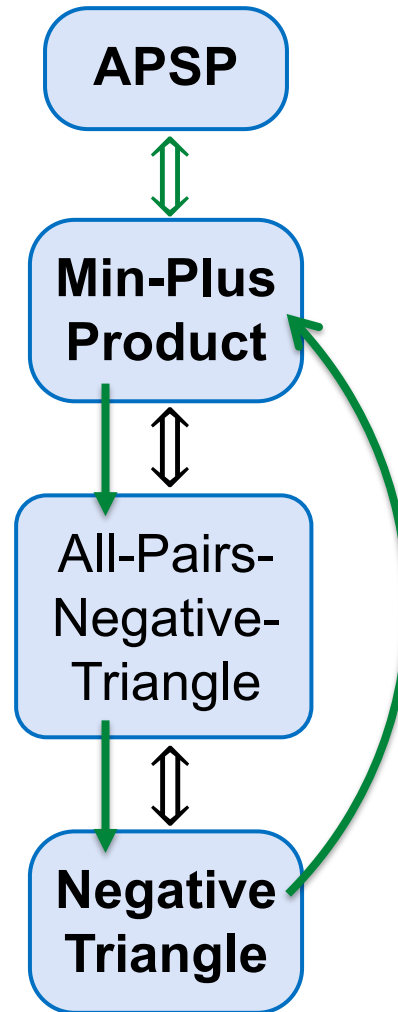 APSP
Min-Plus
Product
All-Pairs-
Negative-
Triangle
Negative
Triangle